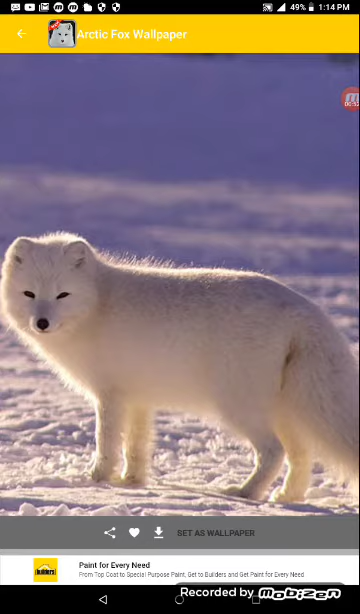 49% 1:14 PM
Arctic Fox Wallpaper
SET AS WALLPAPER
builders
Paint for Every Need
From Top Coat to Special Purpose Paint, Get to Builders and Get Paint for Every Need
Recorded by mobizen